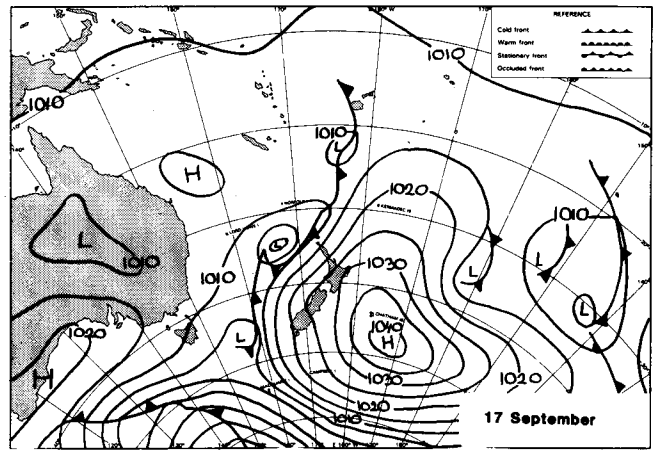 REFERENCE
Cold front
Warm front
Stationary front
Occluded front
1010
1010
1010
L
H
1020
1010
L
1010
L
1010
1030
L
L
L
1020
1040
H
L
H
1030
1020
1020
1010
17 September